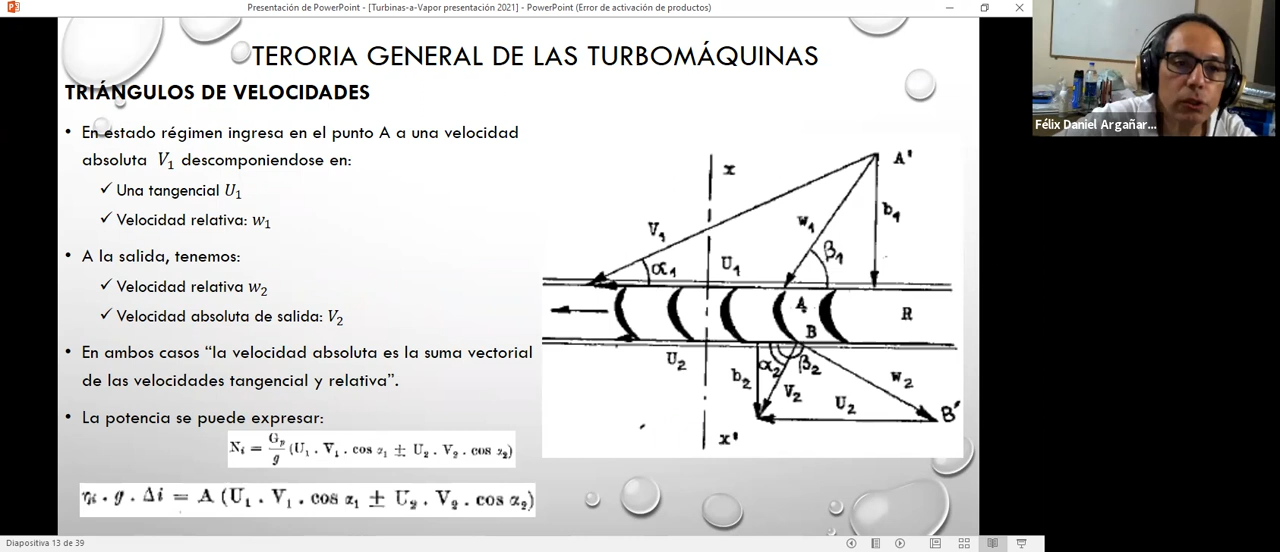 Presentación de PowerPoint - [Turbinas-a-Vapor presentación 2021] - PowerPoint (Error de activación de productos)
TERORIA GENERAL DE LAS TURBOMÁQUINAS
TRIÁNGULOS DE VELOCIDADES
• En estado régimen ingresa en el punto A a una velocidad
absoluta V₁ descomponiendose en:
✓ Una tangencial U₁
✓ Velocidad relativa: w₁
• A la salida, tenemos:
✓ Velocidad relativa w₂
✓ Velocidad absoluta de salida: V₂
• En ambos casos “la velocidad absoluta es la suma vectorial
de las velocidades tangencial y relativa”.
• La potencia se puede expresar:
Nᵢ = Gₚ/g (U₁ . V₁ . cos α₁ ± U₂ . V₂ . cos α₂)
ηᵢ . g . Δi = A (U₁ . V₁ . cos α₁ ± U₂ . V₂ . cos α₂)
x
A'
V₁
w₁
b₁
α₁
U₁
β₁
A
R
B
U₂
b₂
α₂
β₂
V₂
w₂
U₂
B'
x'
Félix Daniel Argañar...
Diapositiva 13 de 39